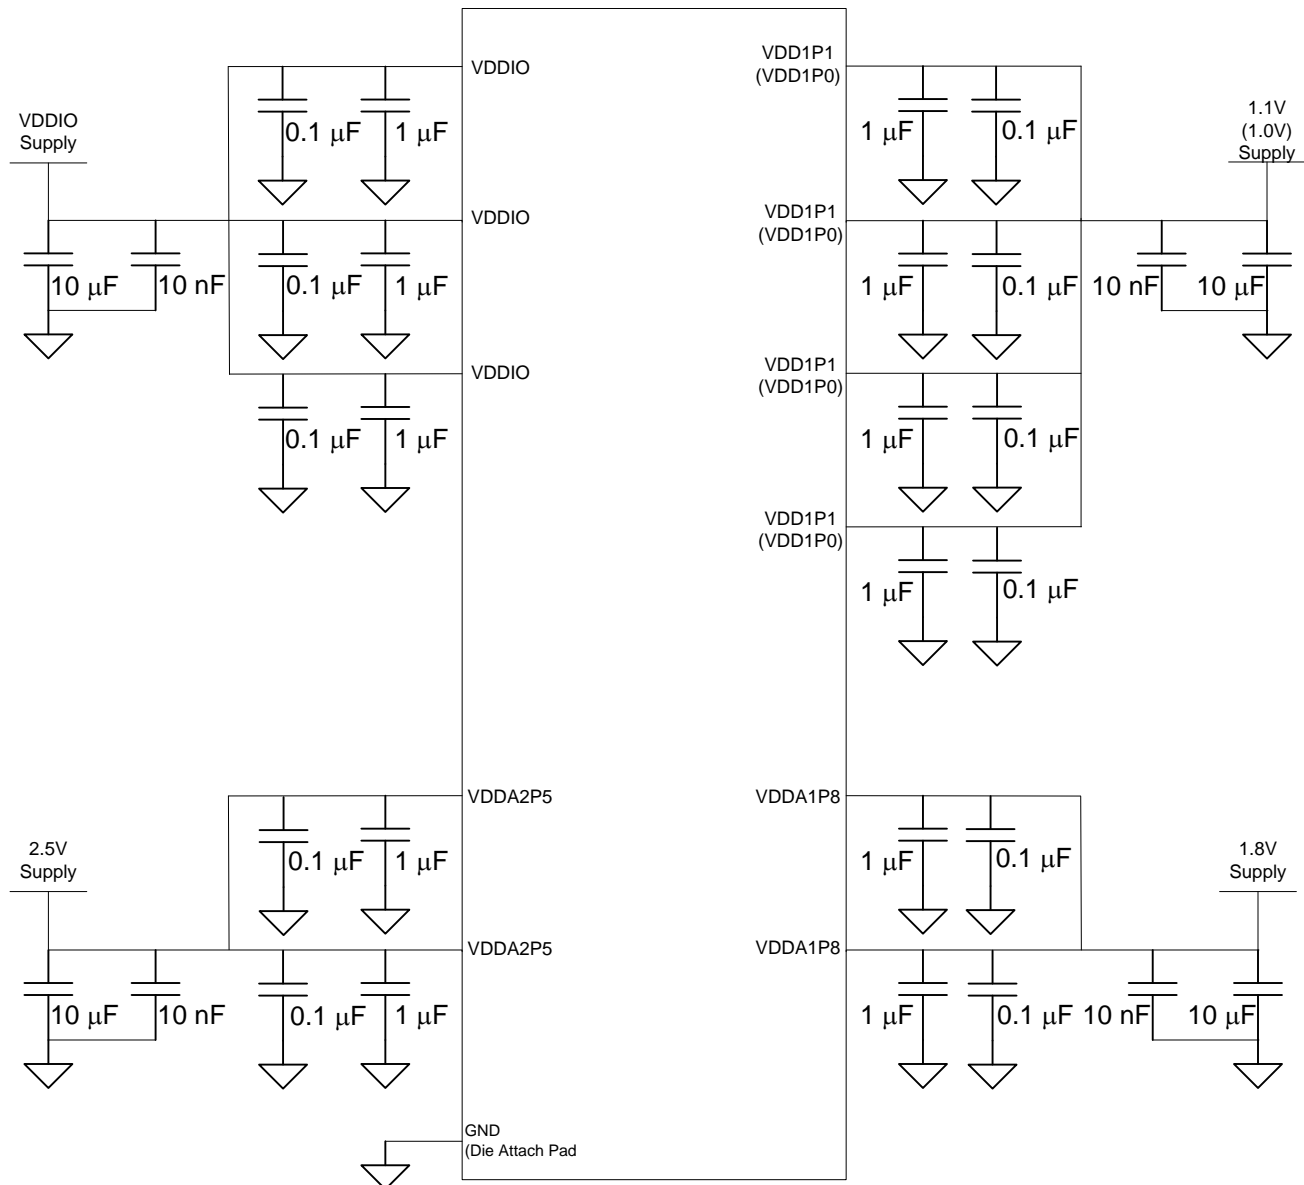 VDDIO
VDD1P1
(VDD1P0)
VDDIO
Supply
0.1 μF
1 μF
1 μF
0.1 μF
1.1V
(1.0V)
Supply
VDDIO
VDD1P1
(VDD1P0)
10 μF
10 nF
0.1 μF
1 μF
1 μF
0.1 μF
10 nF
10 μF
VDDIO
VDD1P1
(VDD1P0)
0.1 μF
1 μF
1 μF
0.1 μF
VDD1P1
(VDD1P0)
1 μF
0.1 μF
VDDA2P5
VDDA1P8
2.5V
Supply
0.1 μF
1 μF
1 μF
0.1 μF
1.8V
Supply
VDDA2P5
VDDA1P8
10 μF
10 nF
0.1 μF
1 μF
1 μF
0.1 μF
10 nF
10 μF
GND
(Die Attach Pad